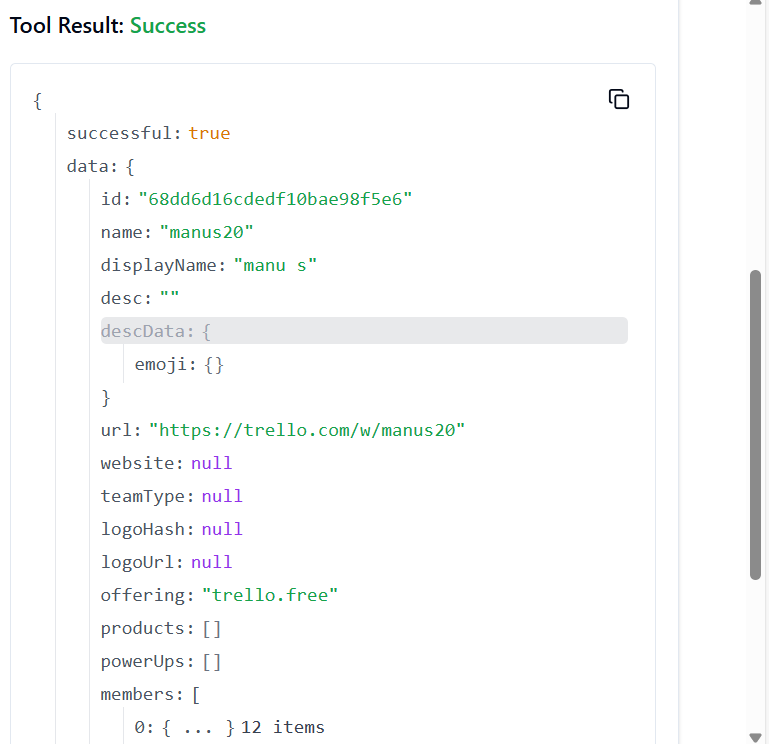 Tool Result: Success
{
successful: true
data: {
id: "68dd6d16cdedf10bae98f5e6"
name: "manus20"
displayName: "manu s"
desc: ""
descData: {
emoji: {}
}
url: "https://trello.com/w/manus20"
website: null
teamType: null
logoHash: null
logoUrl: null
offering: "trello.free"
products: []
powerUps: []
members: [
0: { ... } 12 items